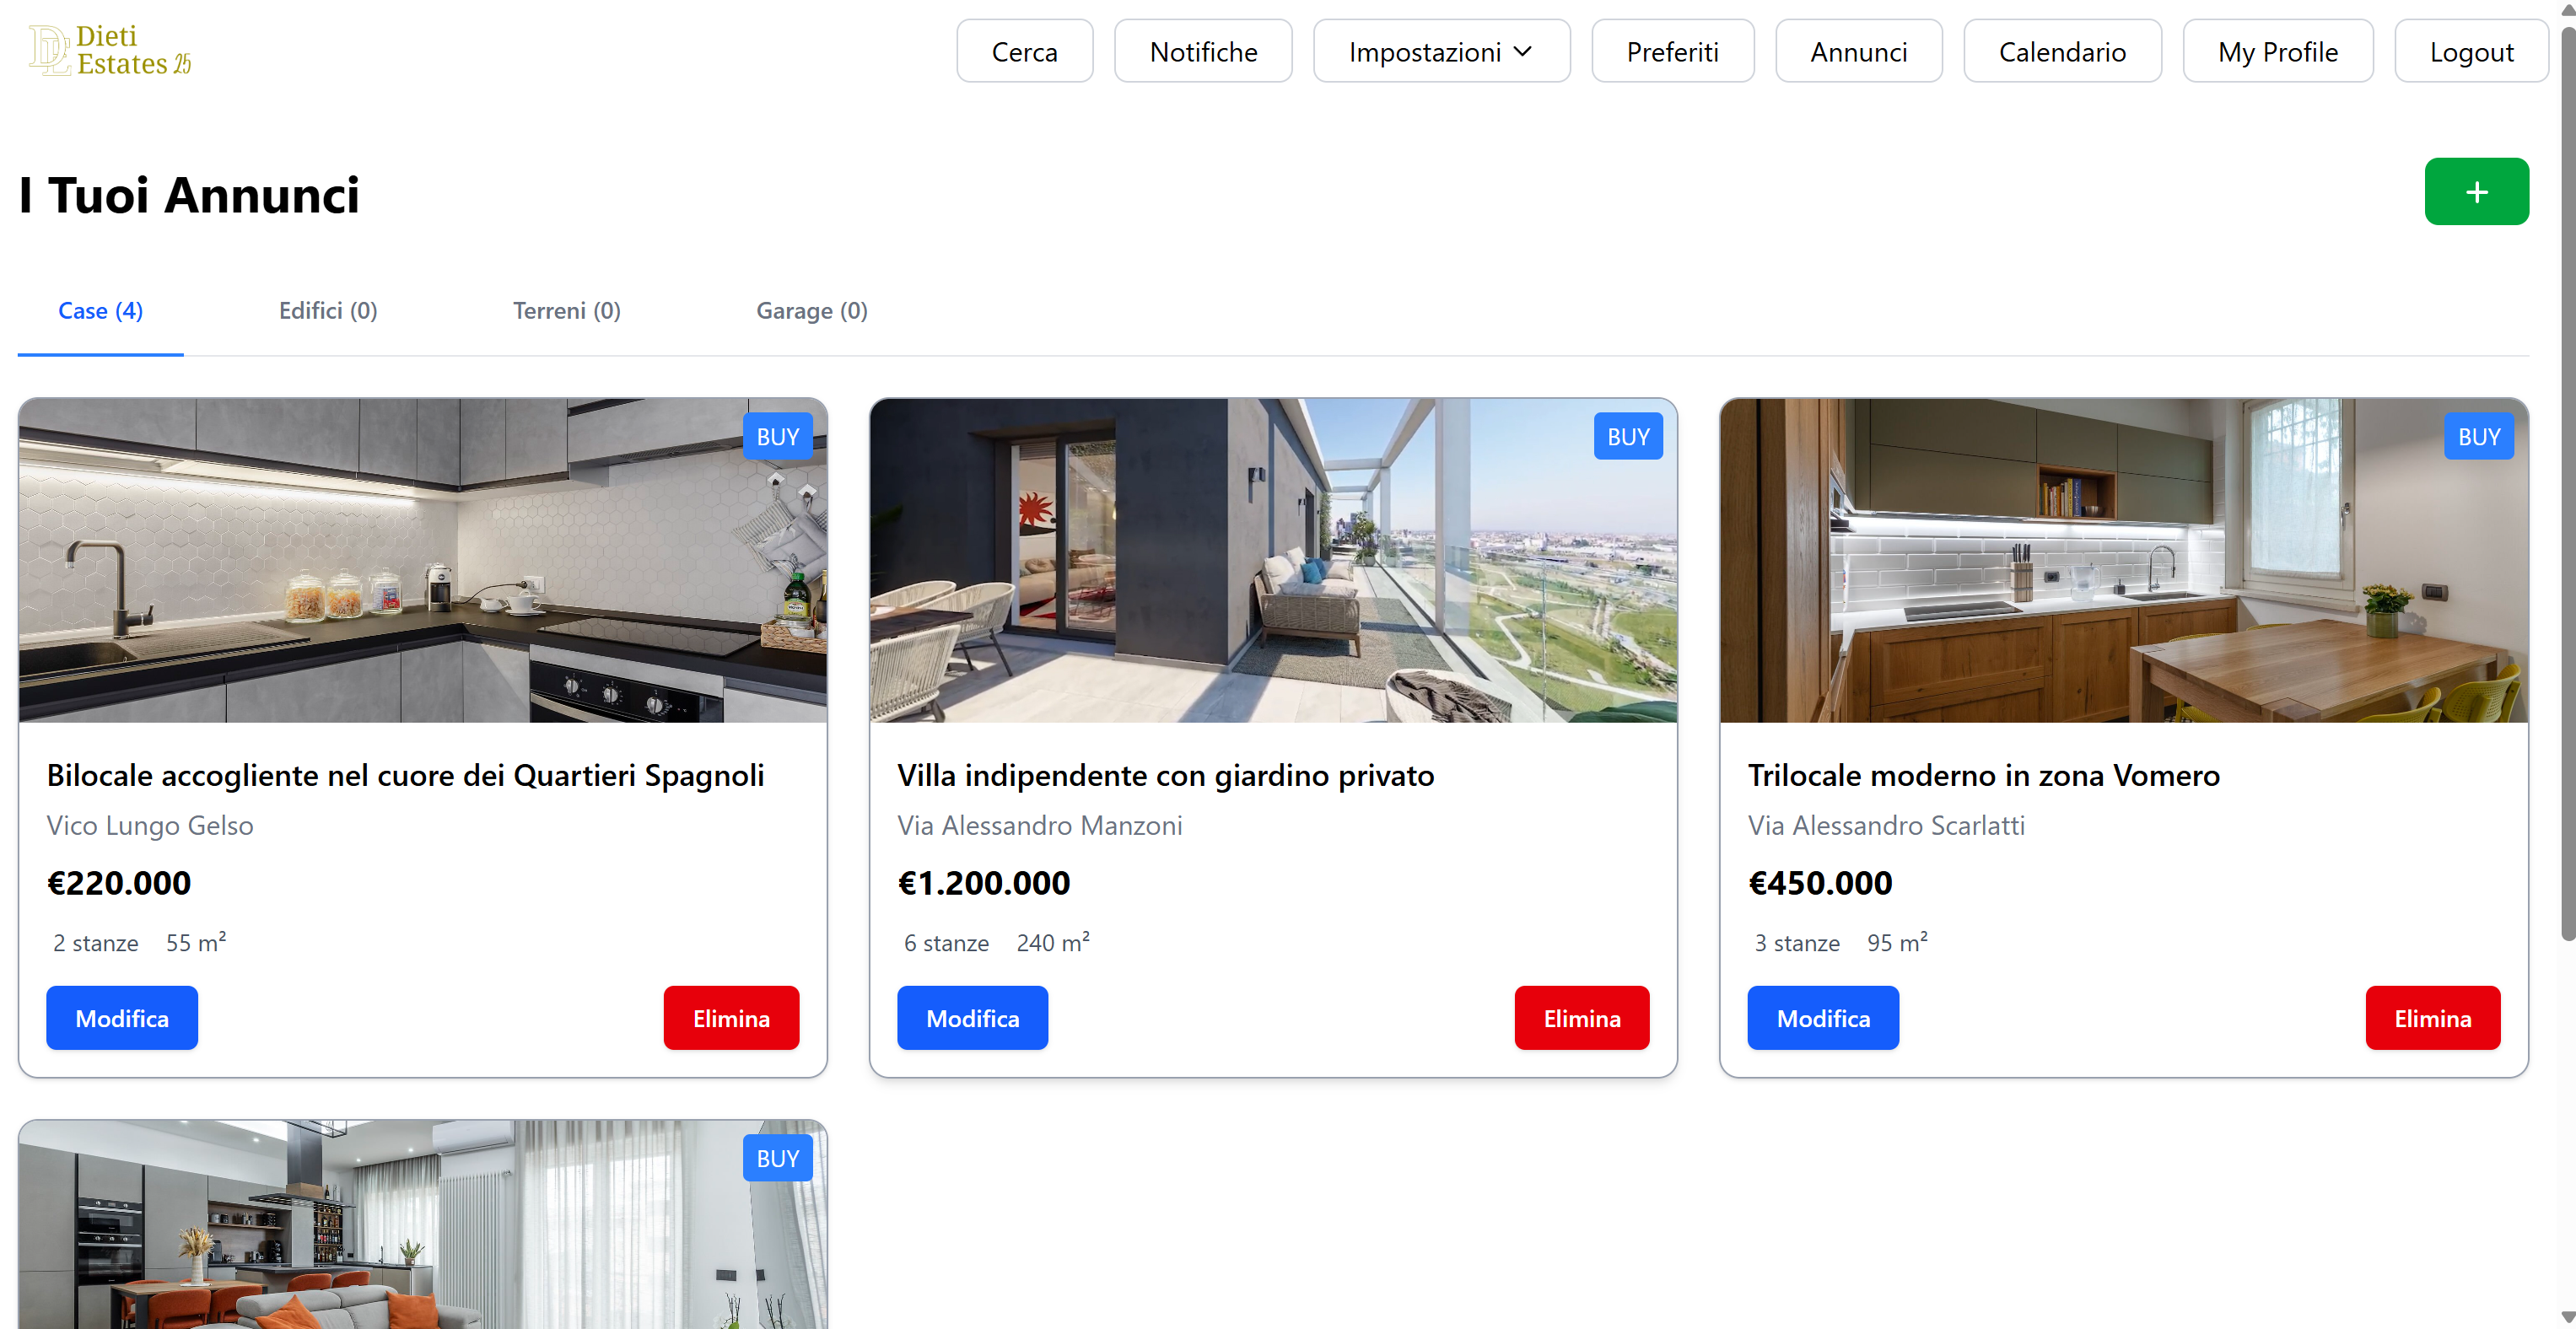 Dieti
Estates 25
Cerca
Notifiche
Impostazioni
Preferiti
Annunci
Calendario
My Profile
Logout
I Tuoi Annunci
+
Case (4)
Edifici (0)
Terreni (0)
Garage (0)
BUY
BUY
BUY
Bilocale accogliente nel cuore dei Quartieri Spagnoli
Vico Lungo Gelso
€220.000
2 stanze 55 m²
Modifica
Elimina
Villa indipendente con giardino privato
Via Alessandro Manzoni
€1.200.000
6 stanze 240 m²
Modifica
Elimina
Trilocale moderno in zona Vomero
Via Alessandro Scarlatti
€450.000
3 stanze 95 m²
Modifica
Elimina
BUY